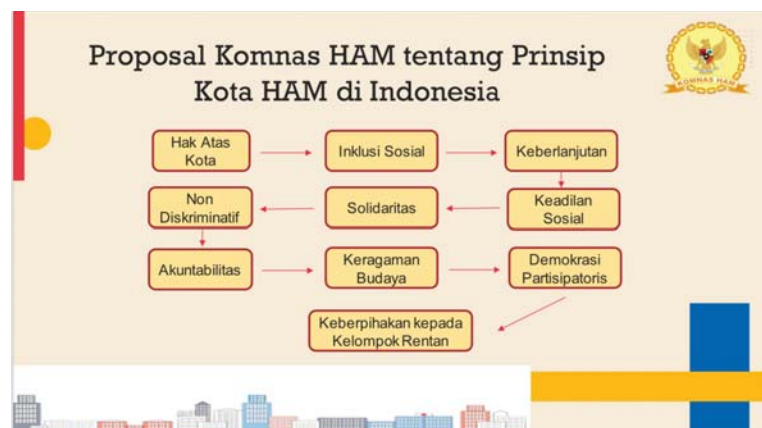 Proposal Komnas HAM tentang Prinsip
Kota HAM di Indonesia
KOMNAS HAM
Hak Atas
Kota
Inklusi Sosial
Keberlanjutan
Non
Diskriminatif
Solidaritas
Keadilan
Sosial
Akuntabilitas
Keragaman
Budaya
Demokrasi
Partisipatoris
Keberpihakan kepada
Kelompok Rentan